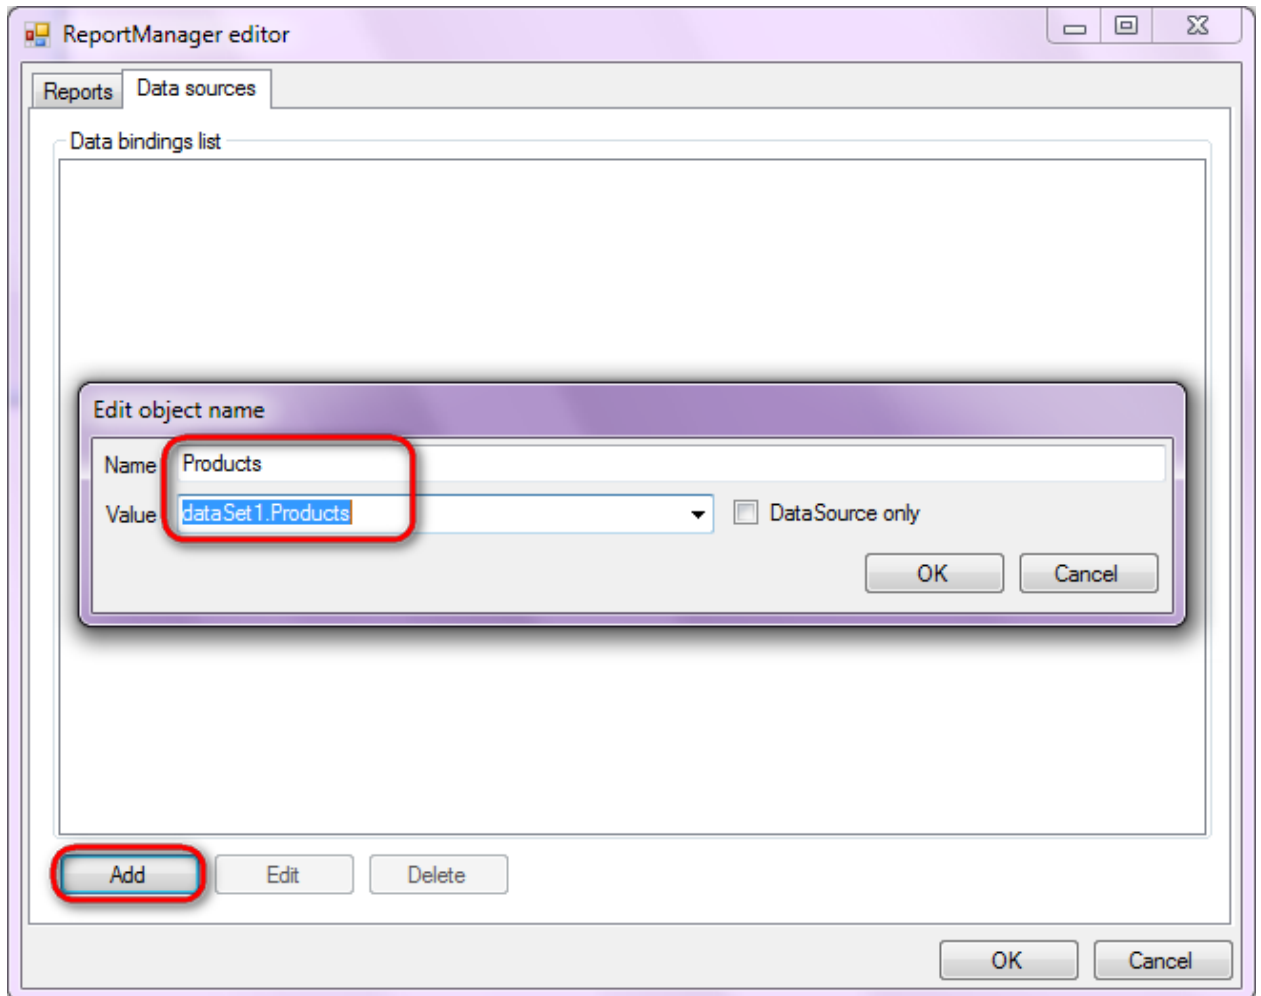 ReportManager editor
Reports Data sources
Data bindings list
Edit object name
Name Products
Value dataSet1.Products DataSource only
OK Cancel
Add Edit Delete
OK Cancel